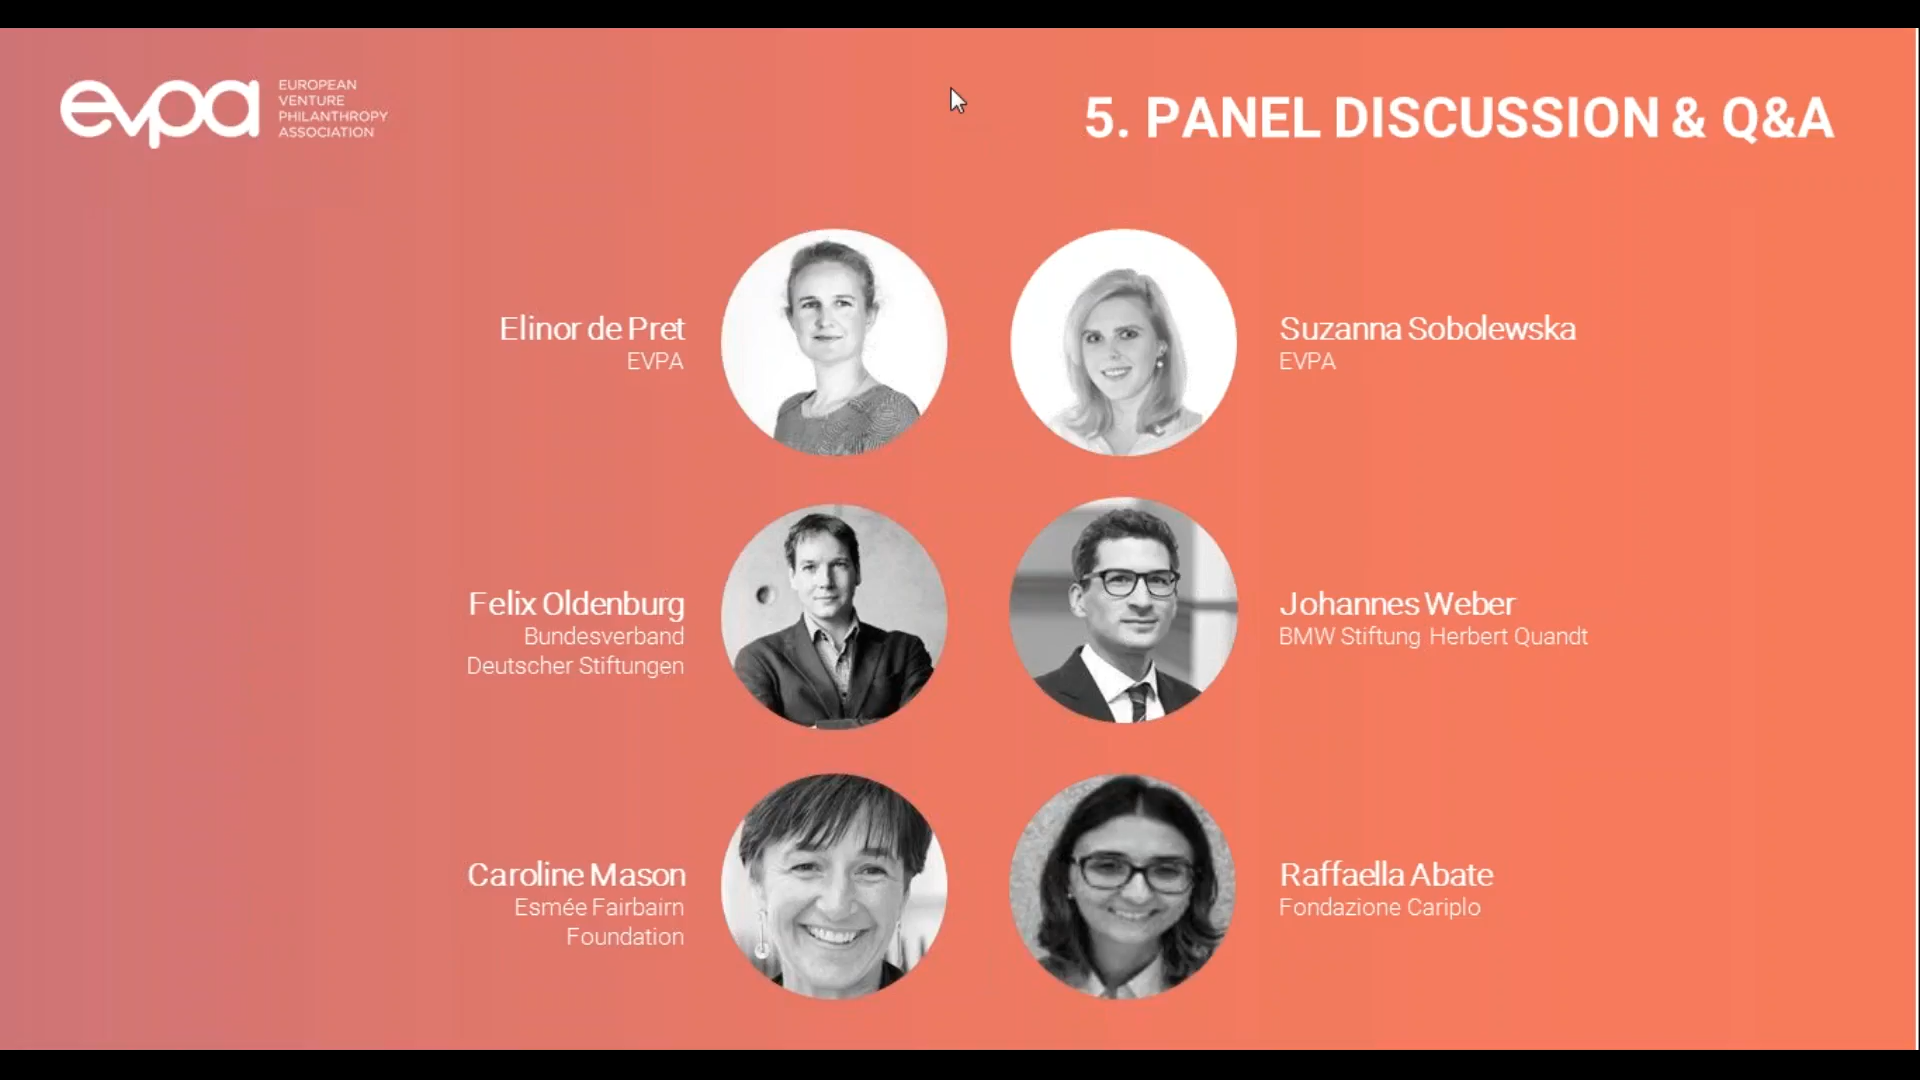 evpa
EUROPEAN
VENTURE
PHILANTHROPY
ASSOCIATION
5. PANEL DISCUSSION & Q&A
Elinor de Pret
EVPA
Suzanna Sobolewska
EVPA
Felix Oldenburg
Bundesverband
Deutscher Stiftungen
Johannes Weber
BMW Stiftung Herbert Quandt
Caroline Mason
Esmée Fairbairn
Foundation
Raffaella Abate
Fondazione Cariplo